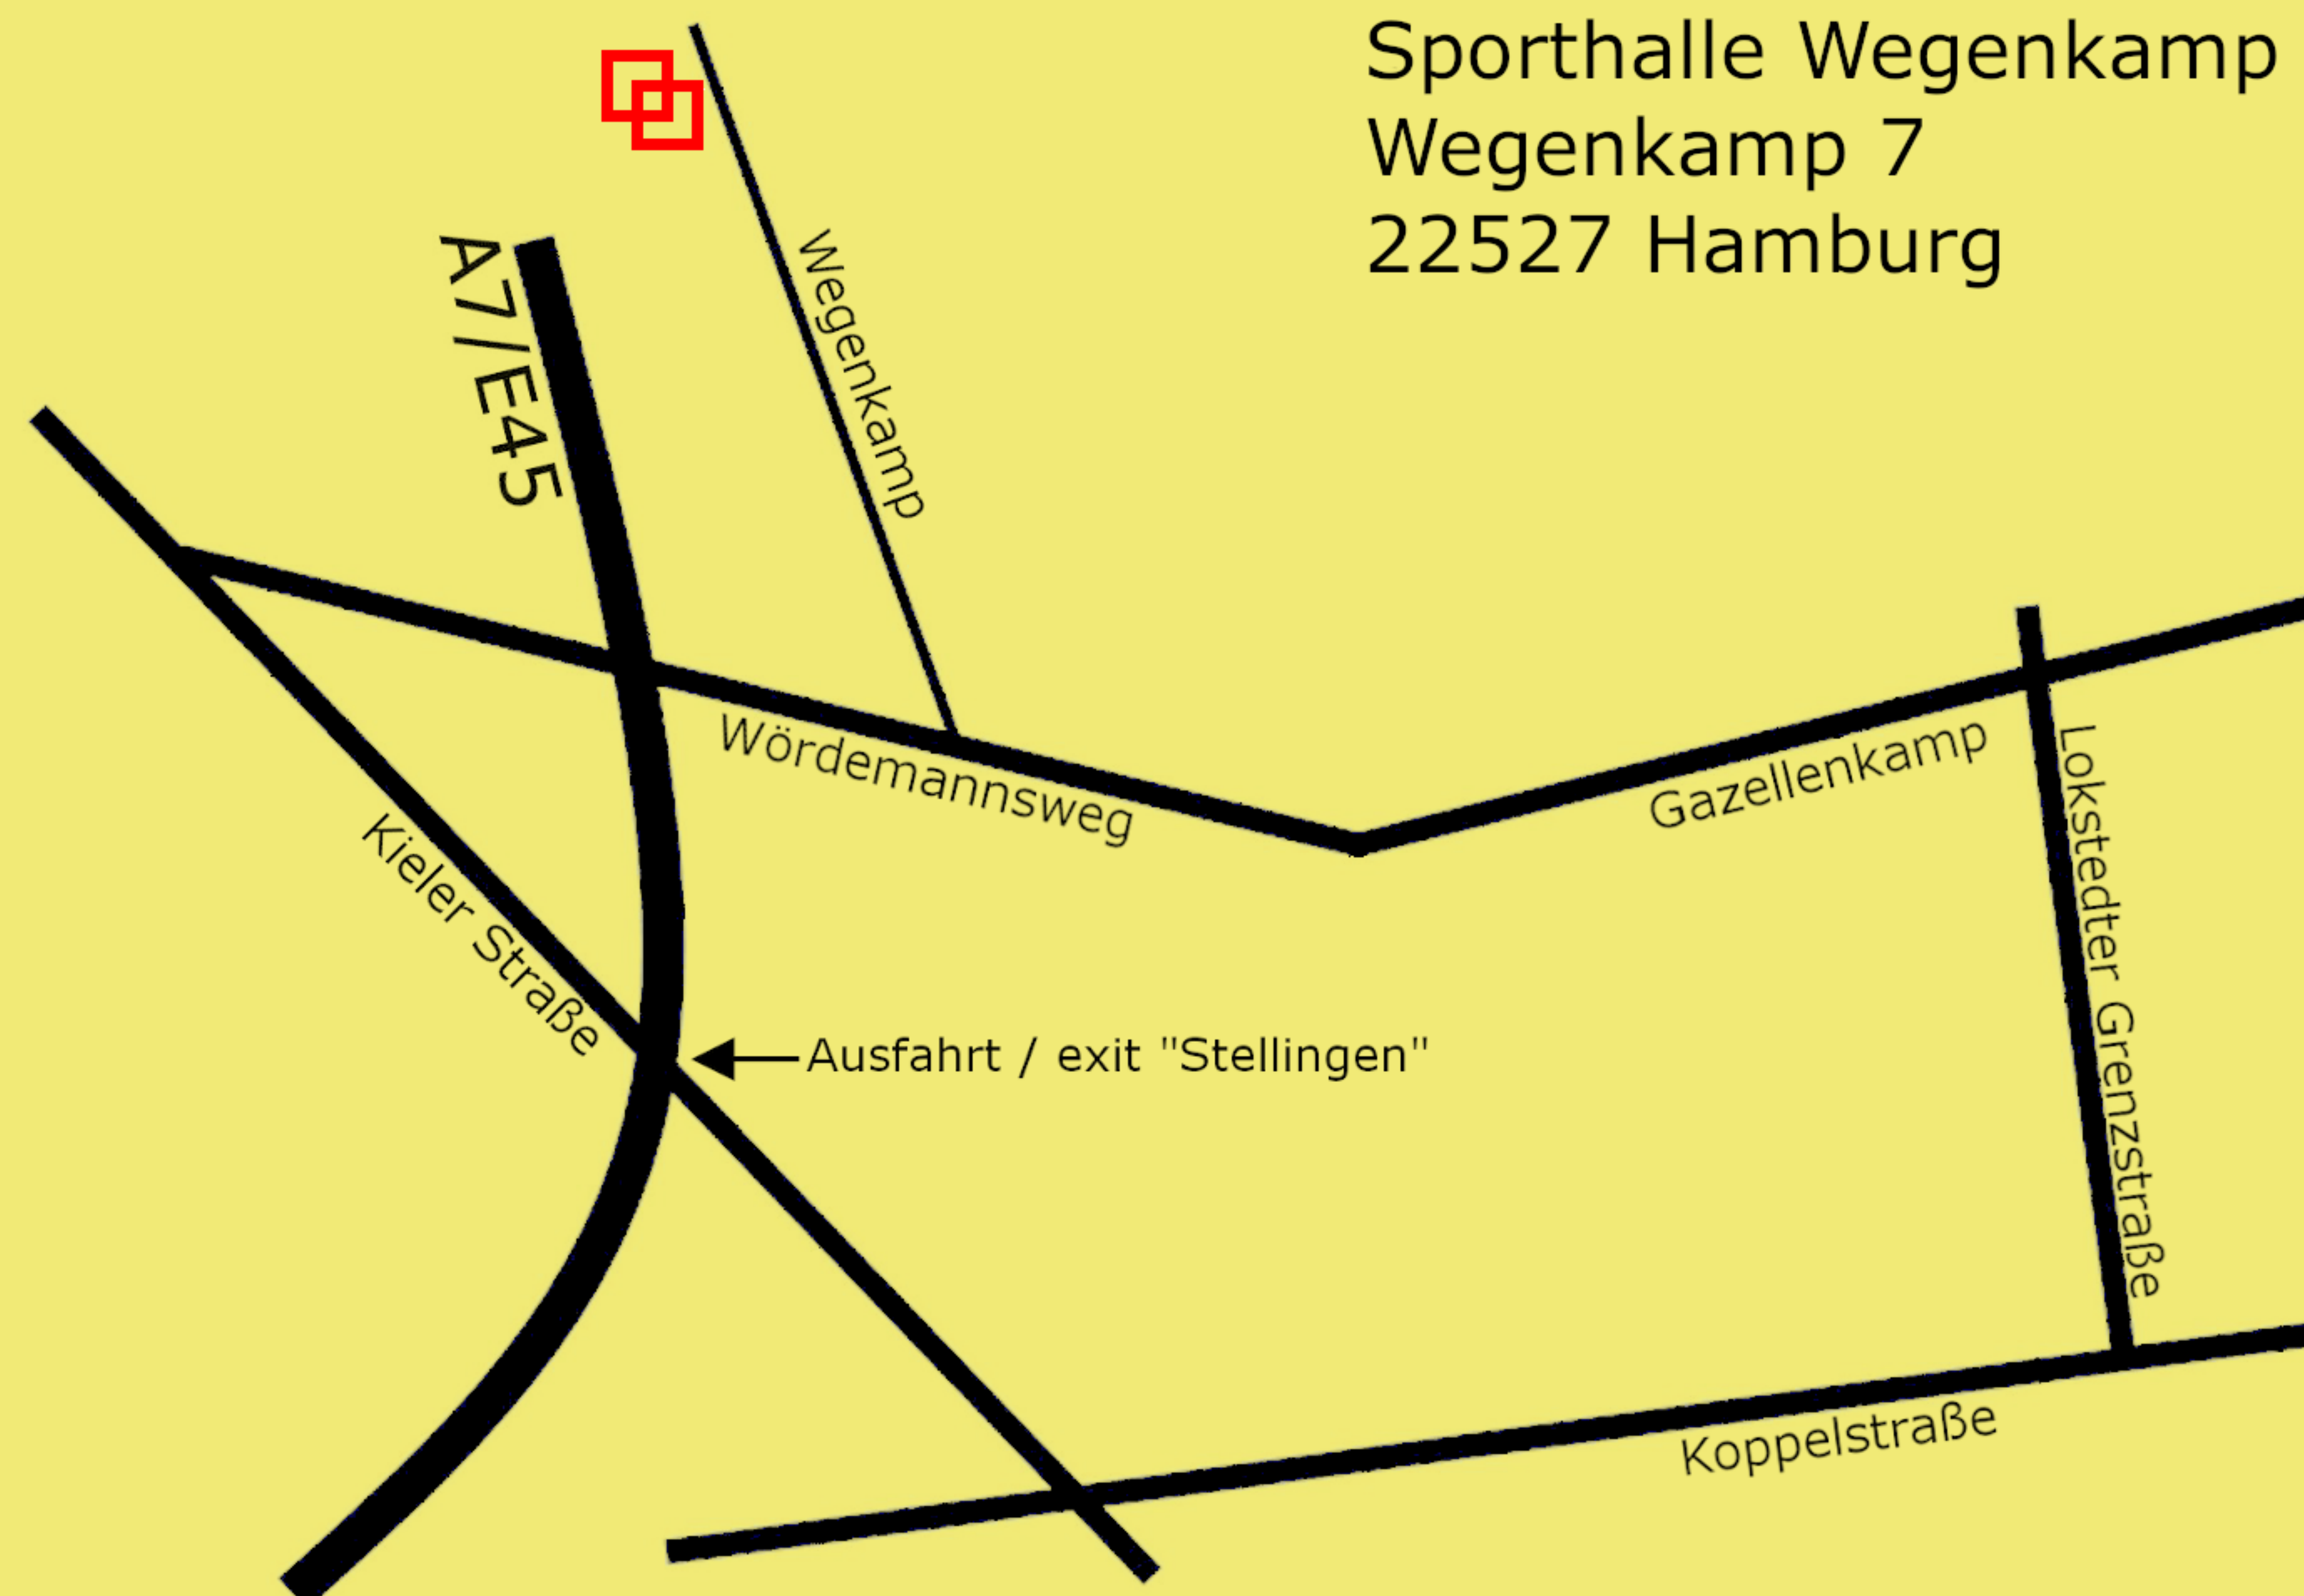 Sporthalle Wegenkamp
Wegenkamp 7
22527 Hamburg
A7/E45
Wegenkamp
Wördemannsweg
Gazellenkamp
Lokstedter Grenzstraße
Kieler Straße
Ausfahrt / exit "Stellingen"
Koppelstraße